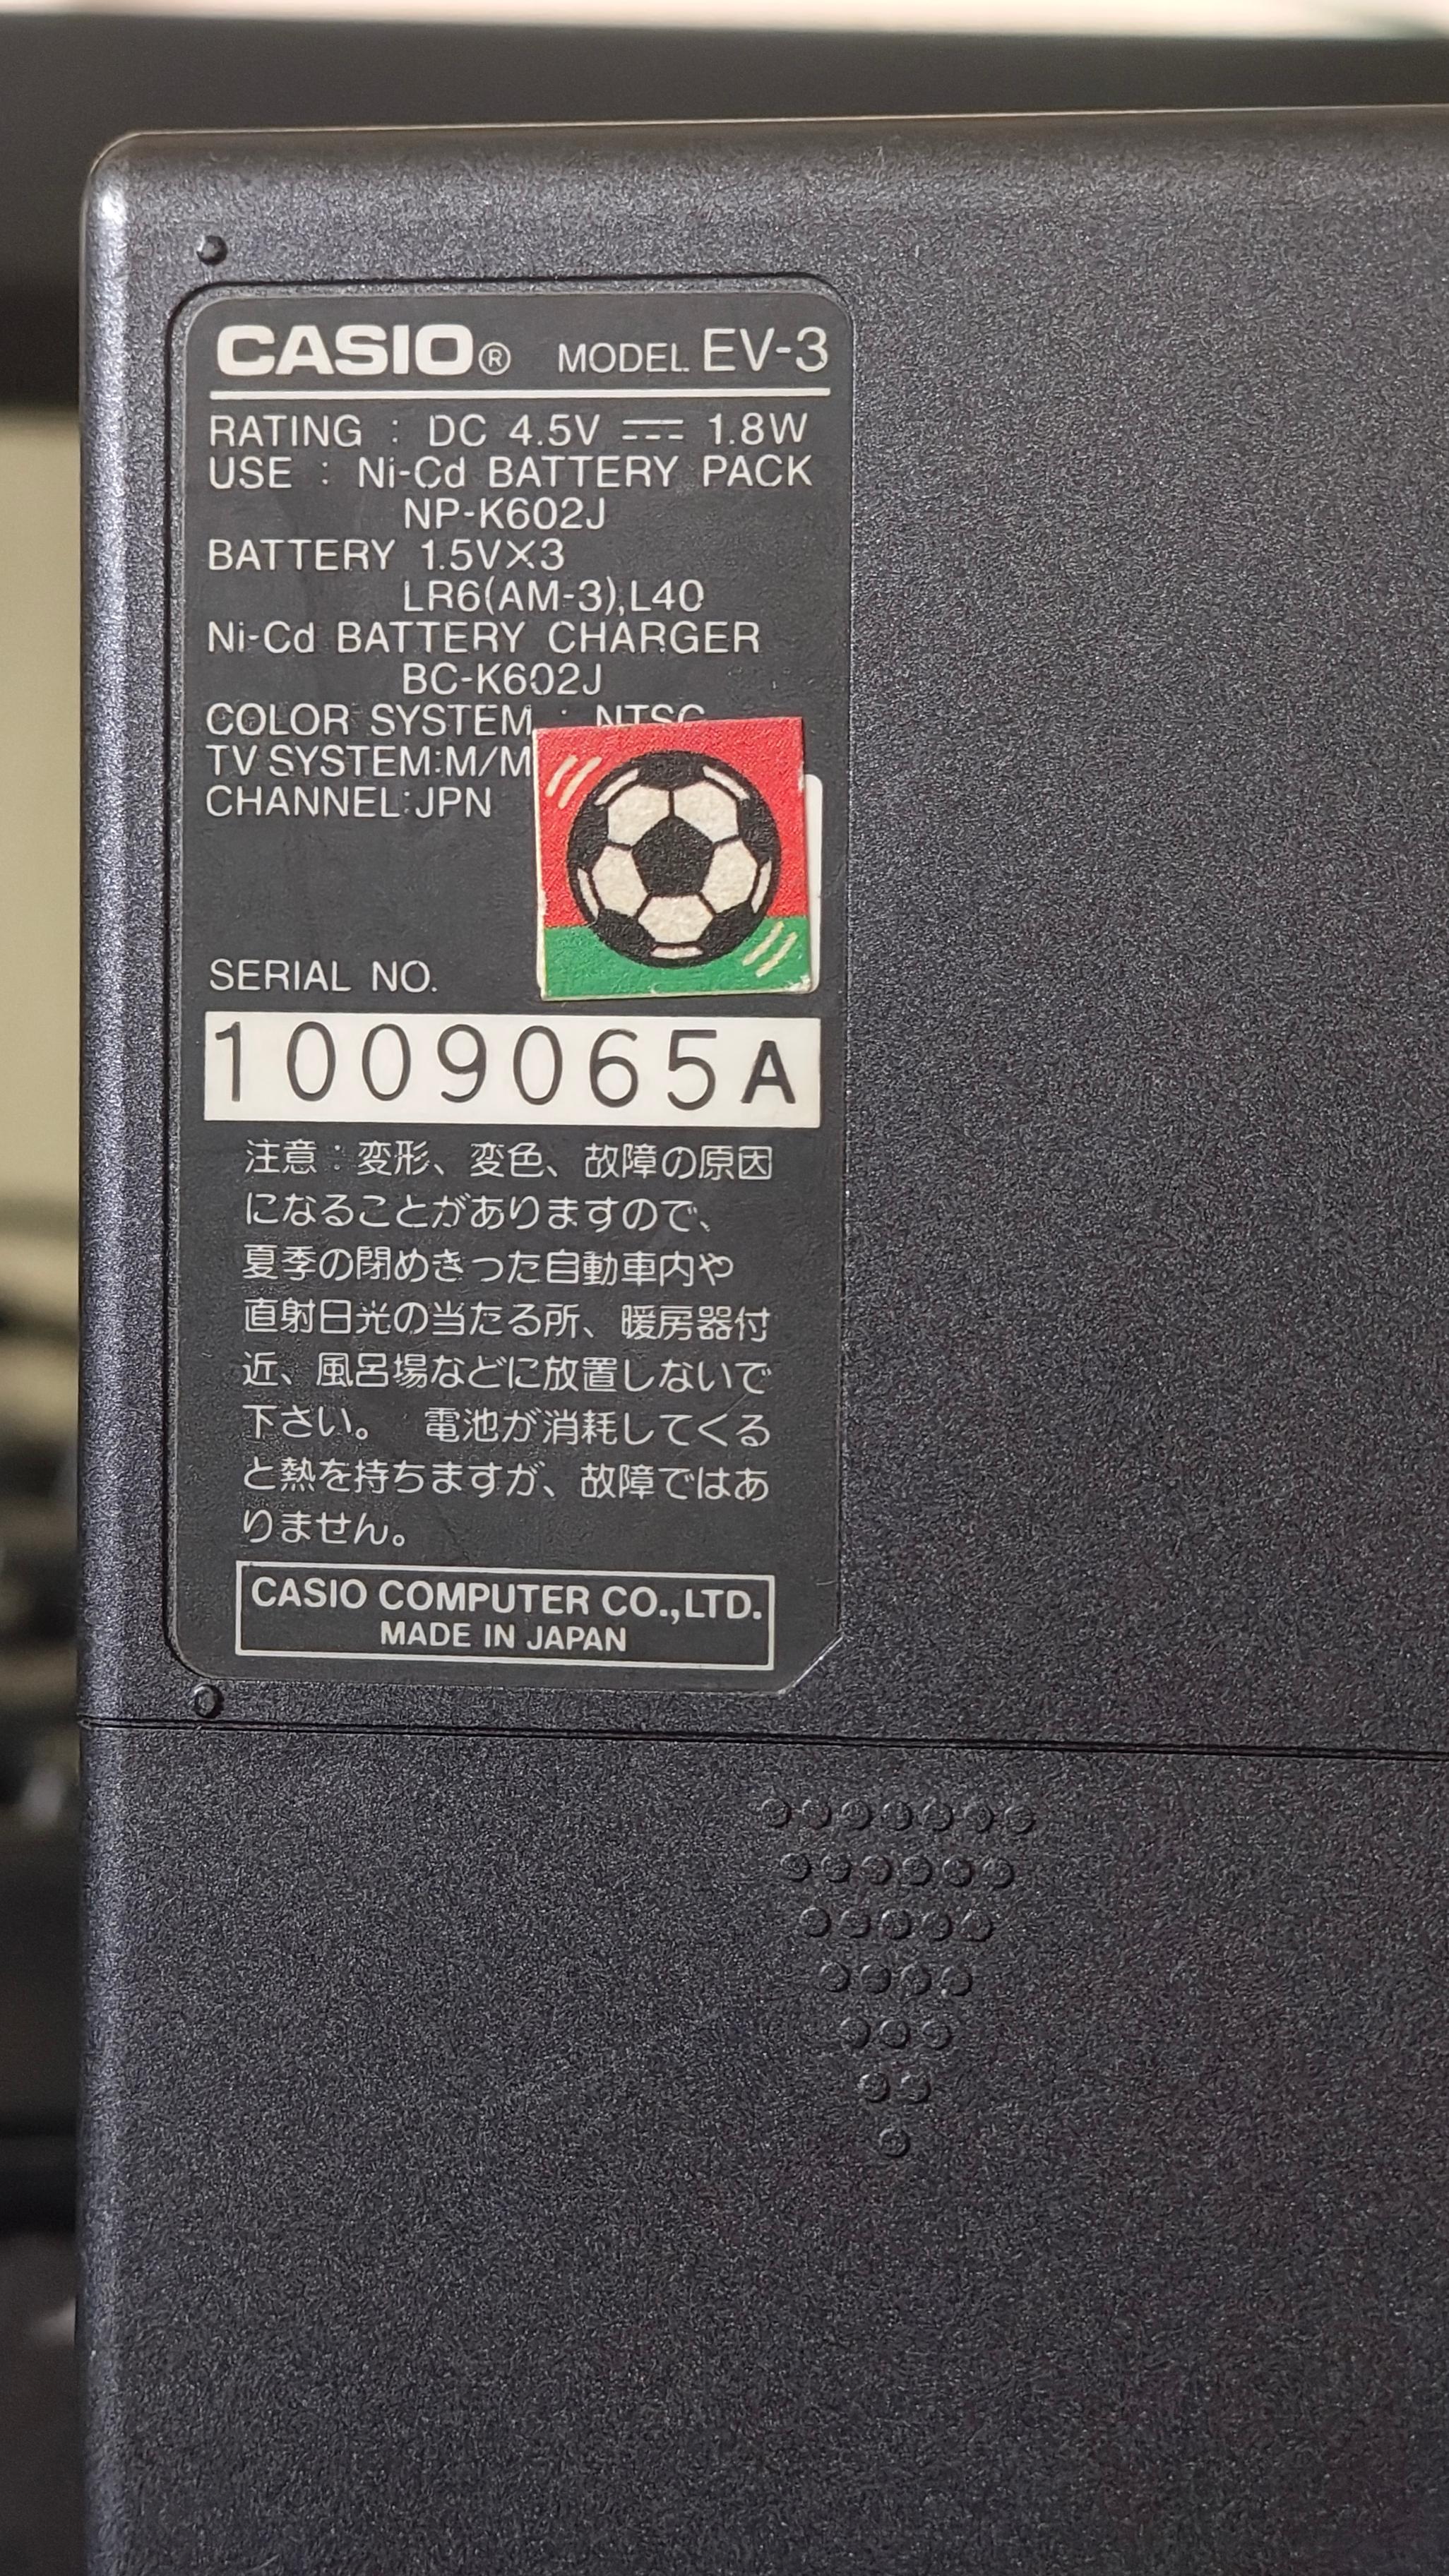 CASIO® MODEL EV-3
RATING : DC 4.5V ⎓ 1.8W
USE : Ni-Cd BATTERY PACK
NP-K602J
BATTERY 1.5V×3
LR6(AM-3),L40
Ni-Cd BATTERY CHARGER
BC-K602J
COLOR SYSTEM : NTSC
TV SYSTEM:M/M
CHANNEL:JPN
SERIAL NO.
1009065A
注意:変形、変色、故障の原因
になることがありますので、
夏季の閉めきった自動車内や
直射日光の当たる所、暖房器付
近、風呂場などに放置しないで
下さい。 電池が消耗してくる
と熱を持ちますが、故障ではあ
りません。
CASIO COMPUTER CO.,LTD.
MADE IN JAPAN